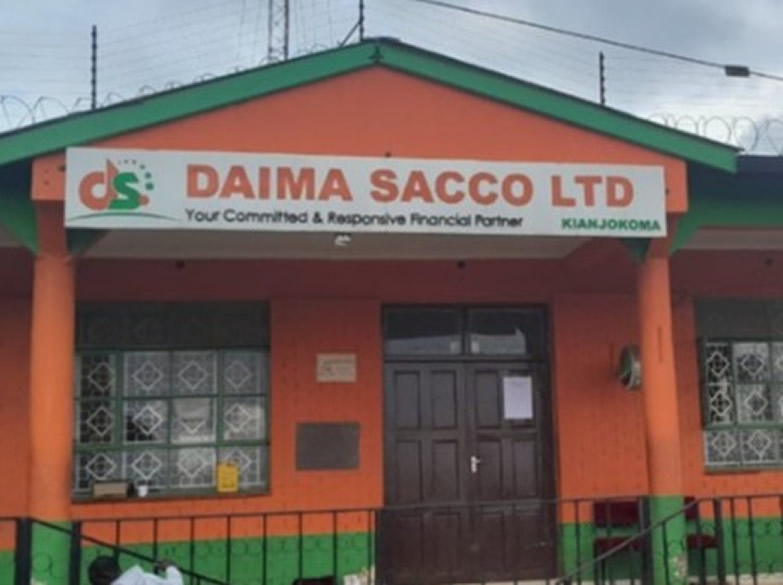 ds
DAIMA SACCO LTD
Your Committed & Responsive Financial Partner
KIANJOKOMA